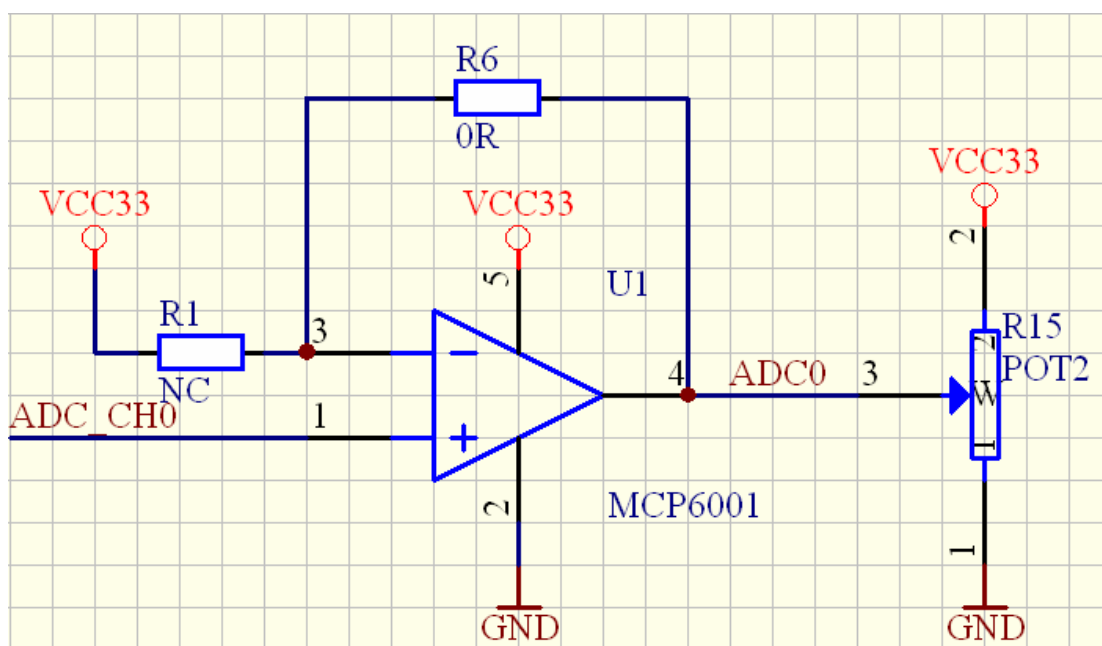 R6
0R
VCC33
VCC33
VCC33
2
5
U1
R1
3
R15
2
NC
POT2
4
ADC0
3
W
ADC_CH0
1
1
2
MCP6001
1
GND
GND